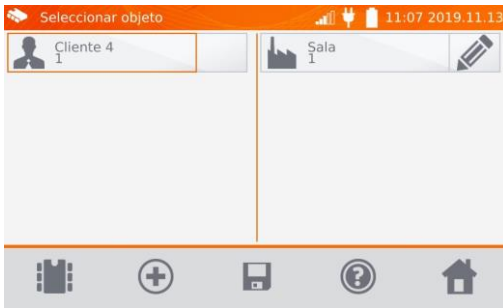 Seleccionar objeto
11:07 2019.11.13
Cliente 4
1
Sala
1